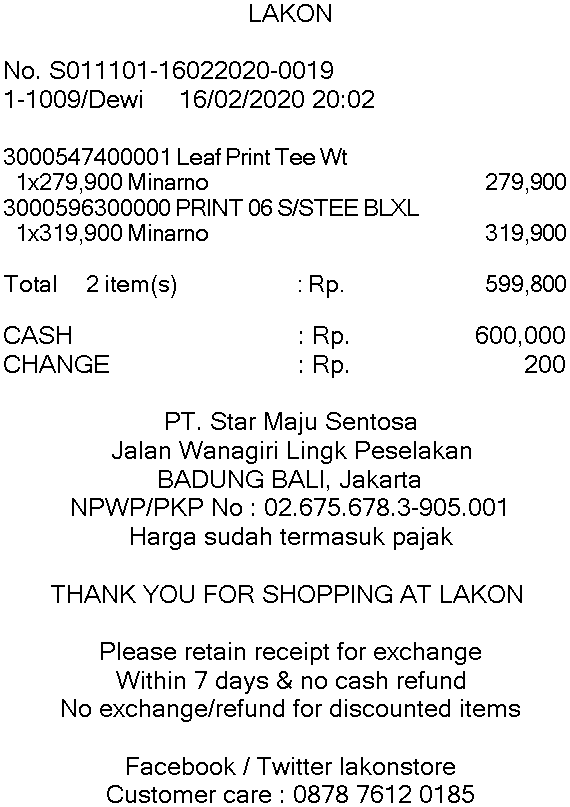 LAKON
No. S011101-16022020-0019
1-1009/Dewi 16/02/2020 20:02
3000547400001 Leaf Print Tee Wt
1x279,900 Minarno 279,900
3000596300000 PRINT 06 S/STEE BLXL
1x319,900 Minarno 319,900
Total 2 item(s) : Rp. 599,800
CASH : Rp. 600,000
CHANGE : Rp. 200
PT. Star Maju Sentosa
Jalan Wanagiri Lingk Peselakan
BADUNG BALI, Jakarta
NPWP/PKP No : 02.675.678.3-905.001
Harga sudah termasuk pajak
THANK YOU FOR SHOPPING AT LAKON
Please retain receipt for exchange
Within 7 days & no cash refund
No exchange/refund for discounted items
Facebook / Twitter lakonstore
Customer care : 0878 7612 0185